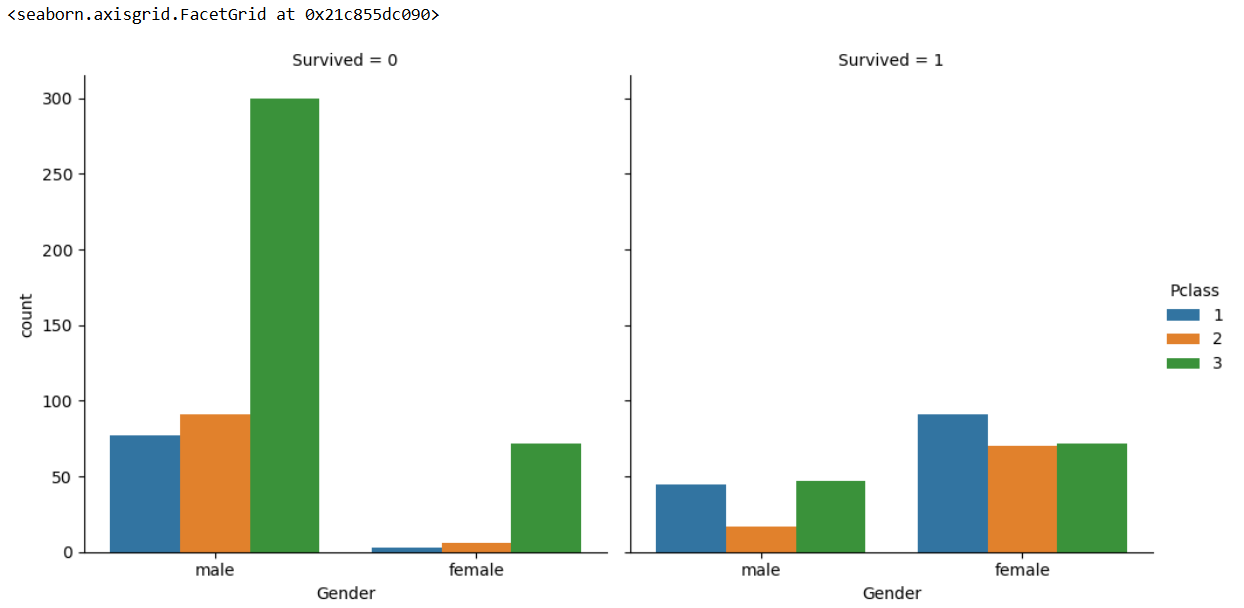 <seaborn.axisgrid.FacetGrid at 0x21c855dc090>
Survived = 0
Survived = 1
300
250
200
150
100
50
0
count
male
female
Gender
male
female
Gender
Pclass
1
2
3